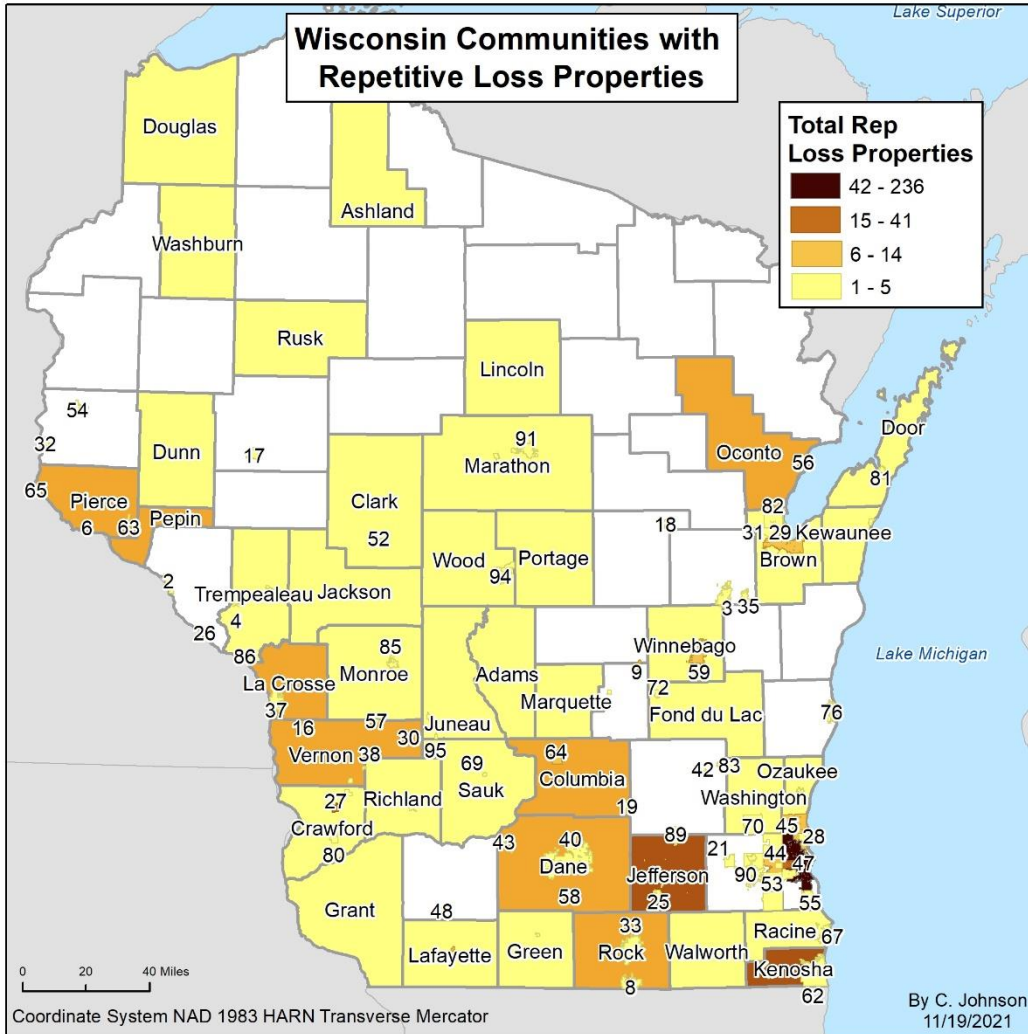 Lake Superior
Wisconsin Communities with
Repetitive Loss Properties
Total Rep
Loss Properties
42 - 236
15 - 41
6 - 14
1 - 5
Douglas
Ashland
Washburn
Rusk
Lincoln
54
Door
32
Dunn
17
91
Marathon
Oconto
56
65
Pierce
81
Clark
6
63
Pepin
82
52
18
31
29
Kewaunee
Wood
Portage
Brown
94
2
Trempealeau
Jackson
3
35
4
26
85
Winnebago
Lake Michigan
86
Monroe
9
59
La Crosse
Adams
72
Marquette
37
57
Juneau
Fond du Lac
76
16
30
Vernon
38
95
64
69
42
83
Ozaukee
Columbia
Sauk
Washington
27
Richland
19
Crawford
70
45
28
43
40
89
21
80
44
47
Dane
Jefferson
90
53
58
25
55
Grant
48
33
Racine
67
Lafayette
Green
Rock
Walworth
Kenosha
8
62
0
20
40 Miles
By C. Johnson
Coordinate System NAD 1983 HARN Transverse Mercator
11/19/2021